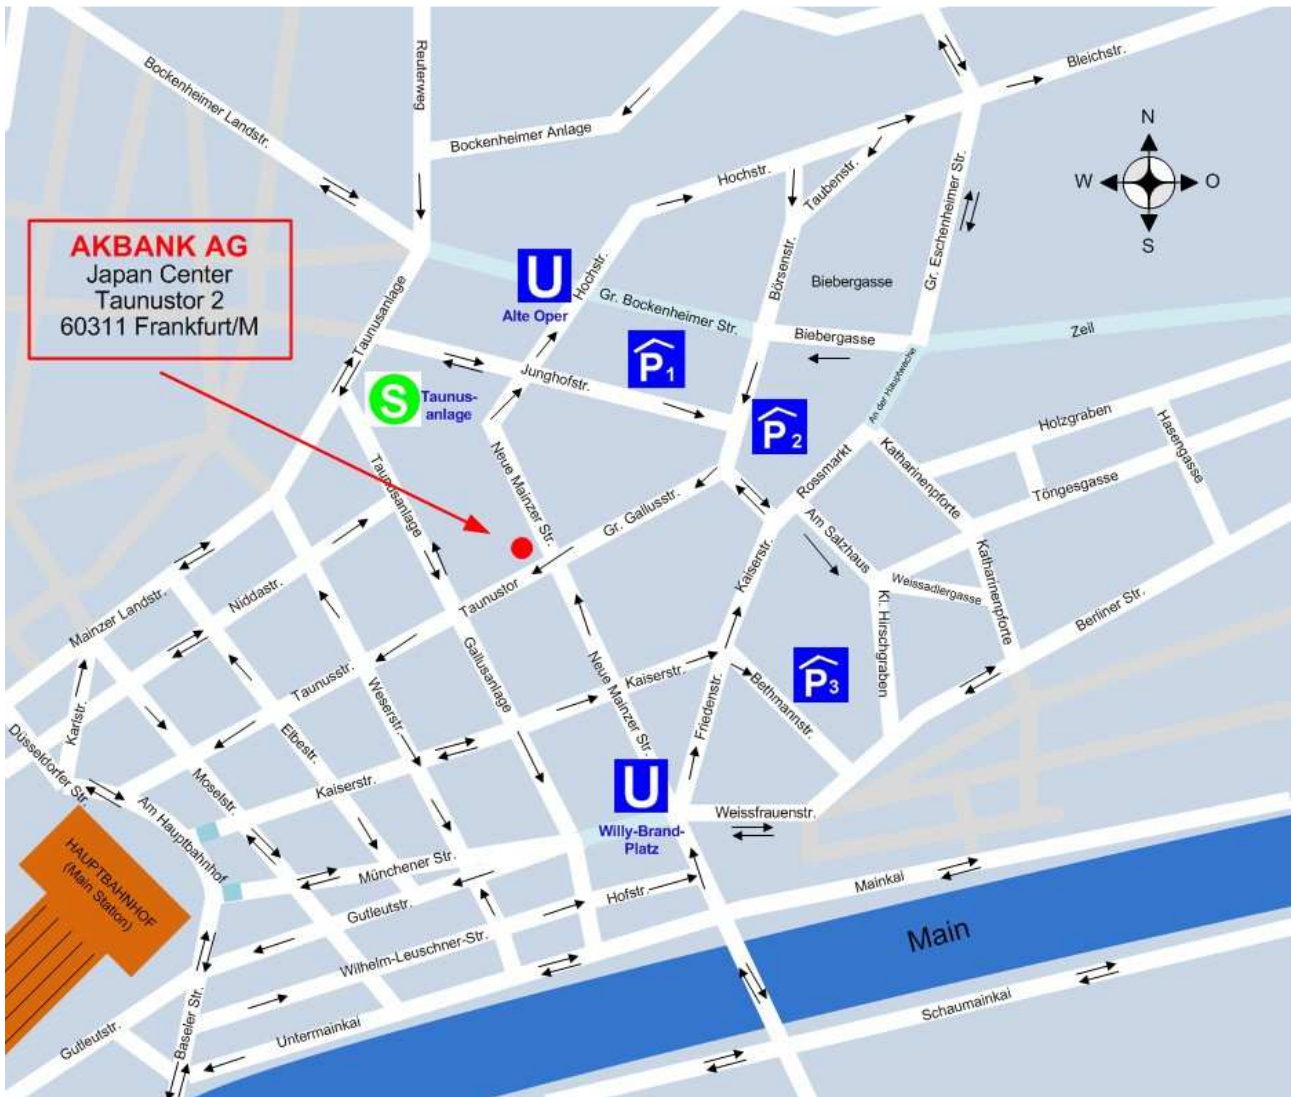 Bleichstr.
Reuterweg
Bockenheimer Landstr.
Bockenheimer Anlage
N
W
O
S
Hochstr.
Taubenstr.
Gr. Eschenheimer Str.
AKBANK AG
Japan Center
Taunustor 2
60311 Frankfurt/M
Taunusanlage
U
Alte Oper
Hochstr.
Gr. Bockenheimer Str.
Börsenstr.
Biebergasse
Biebergasse
Zeil
An der Hauptwache
P1
Junghofstr.
S
Taunus-
anlage
P2
Rossmarkt
Katharinenpforte
Holzgraben
Hasengasse
Töngesgasse
Neue Mainzer Str.
Taunusanlage
Gr. Gallusstr.
Am Salzhaus
Kaiserstr.
Weissadlergasse
Katharinenpforte
Kl. Hirschgraben
Berliner Str.
Mainzer Landstr.
Niddastr.
Taunustor
Gallusanlage
Neue Mainzer Str.
Kaiserstr.
Taunusstr.
Weserstr.
Elbestr.
Karlstr.
Düsseldorfer Str.
Friedenstr.
Bethmannstr.
P3
Kaiserstr.
Moselstr.
Am Hauptbahnhof
HAUPTBAHNHOF
(Main Station)
U
Willy-Brand-
Platz
Weissfrauenstr.
Münchener Str.
Gutleutstr.
Hofstr.
Mainkai
Wilhelm-Leuschner-Str.
Main
Untermainkai
Schaumainkai
Gutleutstr.
Baseler Str.